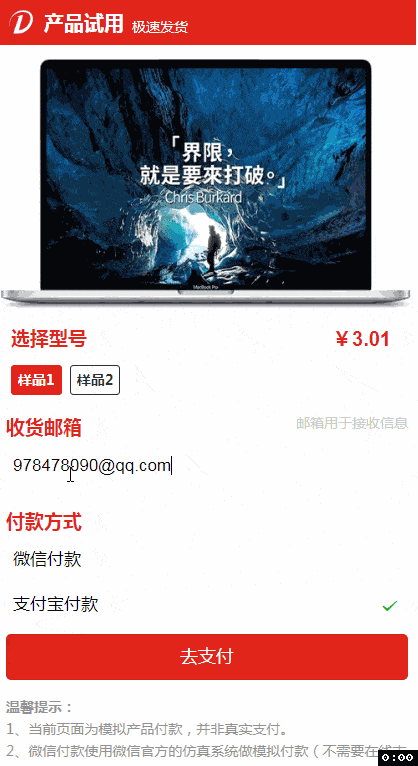 产品试用 极速发货
「界限，
就是要來打破。」
Chris Burkard
MacBook Pro
选择型号 ￥3.01
样品1 样品2
收货邮箱 邮箱用于接收信息
978478090@qq.com
付款方式
微信付款
支付宝付款
去支付
温馨提示：
1、当前页面为模拟产品付款，并非真实支付。
2、微信付款使用微信官方的仿真系统做模拟付款（不需要在线支
0:00